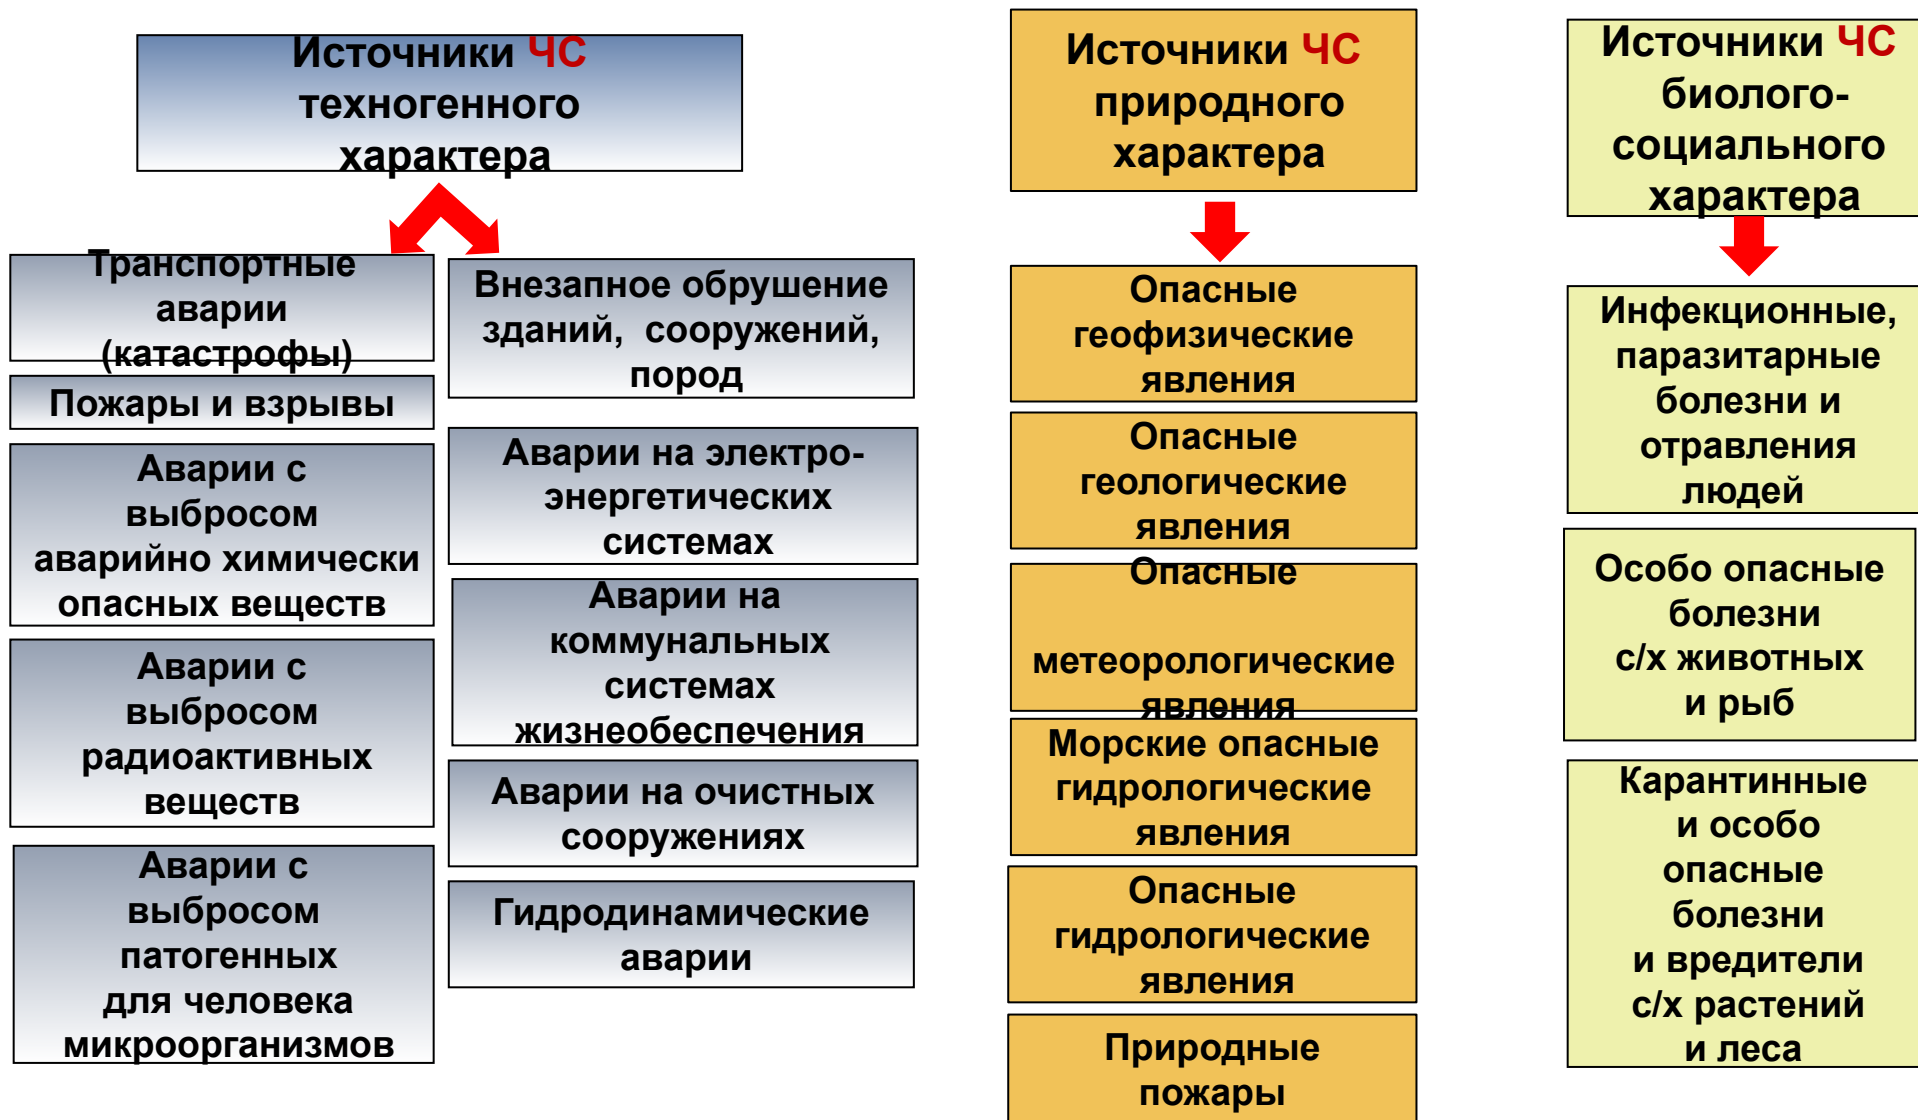 Источники ЧС
техногенного
характера
Транспортные
аварии
(катастрофы)
Пожары и взрывы
Аварии с
выбросом
аварийно химически
опасных веществ
Аварии с
выбросом
радиоактивных
веществ
Аварии с
выбросом
патогенных
для человека
микроорганизмов
Внезапное обрушение
зданий, сооружений,
пород
Аварии на электро-
энергетических
системах
Аварии на
коммунальных
системах
жизнеобеспечения
Аварии на очистных
сооружениях
Гидродинамические
аварии
Источники ЧС
природного
характера
Опасные
геофизические
явления
Опасные
геологические
явления
Опасные
метеорологические
явления
Морские опасные
гидрологические
явления
Опасные
гидрологические
явления
Природные
пожары
Источники ЧС
биолого-
социального
характера
Инфекционные,
паразитарные
болезни и
отравления
людей
Особо опасные
болезни
с/х животных
и рыб
Карантинные
и особо
опасные
болезни
и вредители
с/х растений
и леса